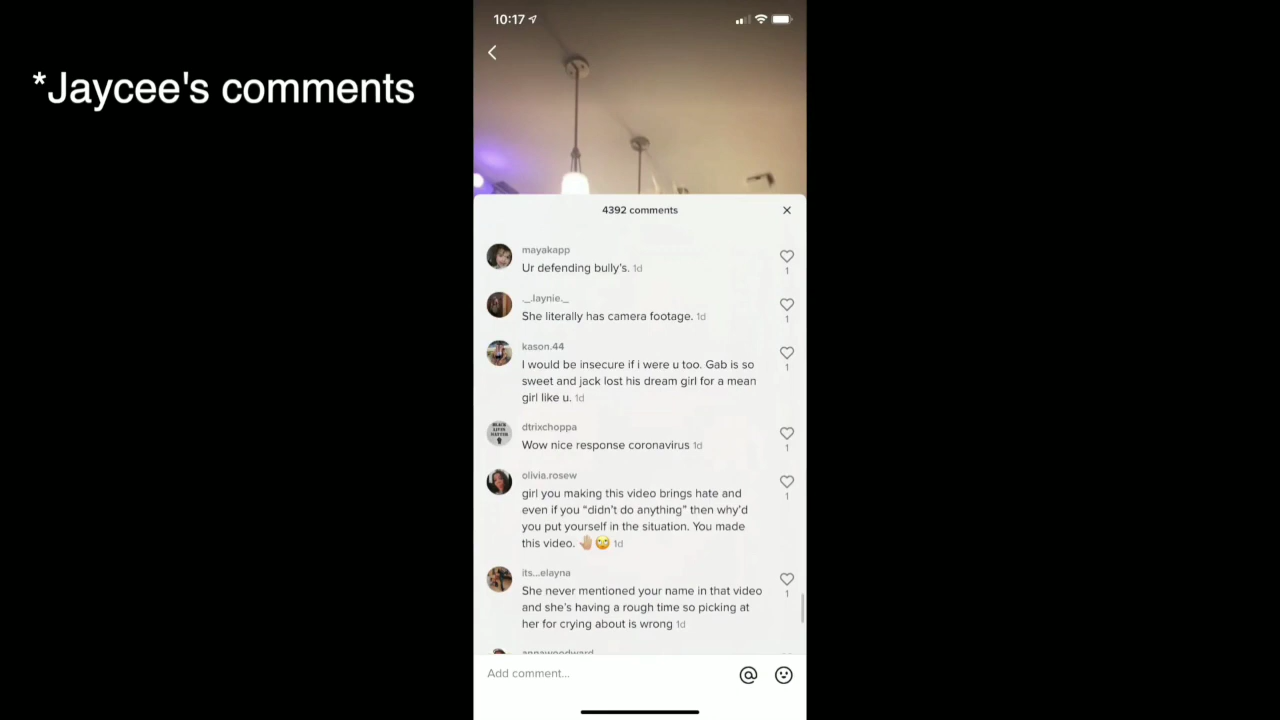 *Jaycee's comments
10:17
4392 comments
mayakapp
Ur defending bully's. 1d
1
._.laynie._
She literally has camera footage. 1d
1
kason.44
I would be insecure if i were u too. Gab is so
sweet and jack lost his dream girl for a mean
girl like u. 1d
1
BLACK
LIVES
MATTER
dtrixchoppa
Wow nice response coronavirus 1d
1
olivia.rosew
girl you making this video brings hate and
even if you “didn’t do anything” then why’d
you put yourself in the situation. You made
this video. 🤚🏼🙄 1d
1
its...elayna
She never mentioned your name in that video
and she’s having a rough time so picking at
her for crying about is wrong 1d
1
annawoodward
Add comment...